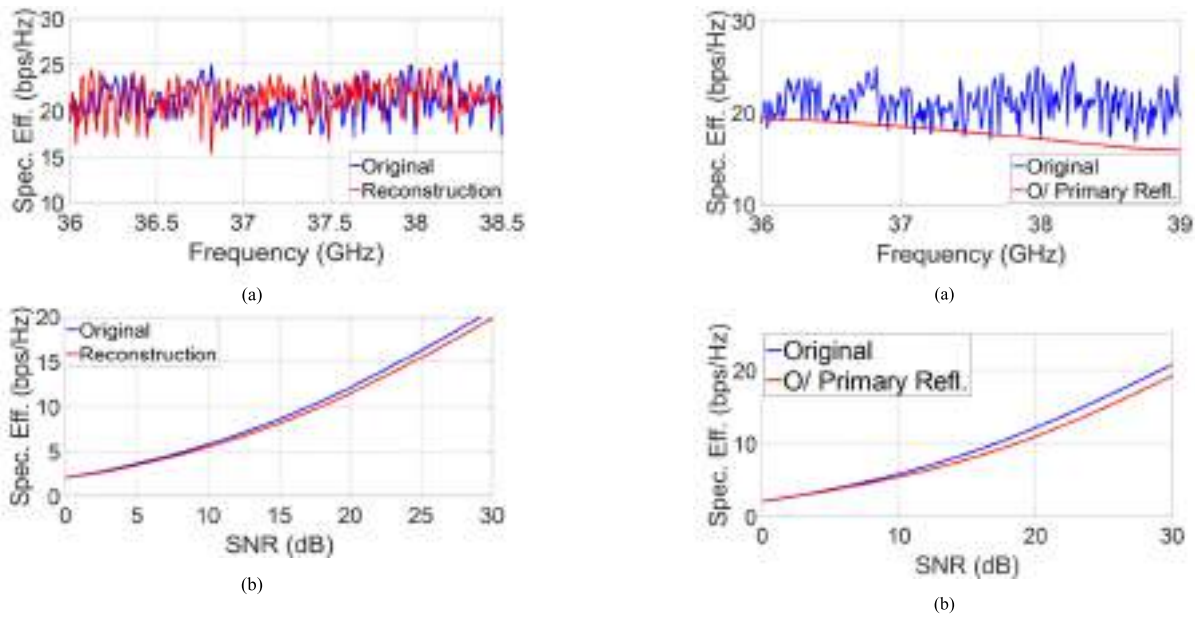 30
25
20
15
10
Spec. Eff. (bps/Hz)
Original
Reconstruction
36 36.5 37 37.5 38 38.5
Frequency (GHz)
(a)
20
15
10
5
0
Spec. Eff. (bps/Hz)
Original
Reconstruction
0 5 10 15 20 25 30
SNR (dB)
(b)
30
20
10
Spec. Eff. (bps/Hz)
Original
O/ Primary Refl.
36 37 38 39
Frequency (GHz)
(a)
20
10
0
Spec. Eff. (bps/Hz)
Original
O/ Primary Refl.
0 10 20 30
SNR (dB)
(b)